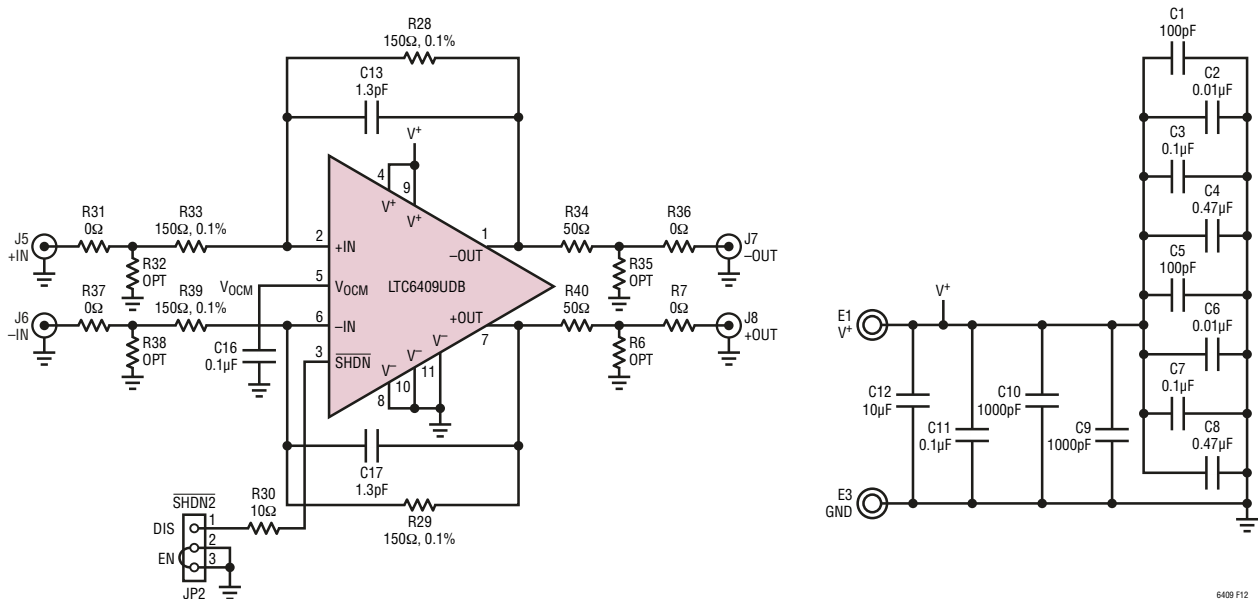 R28
150Ω, 0.1%
C13
1.3pF
V+
4
9
V+
V+
J5
+IN
R31
0Ω
R33
150Ω, 0.1%
R32
OPT
2
+IN
1
–OUT
R34
50Ω
R36
0Ω
J7
–OUT
R35
OPT
VOCM
5
VOCM
LTC6409UDB
J6
–IN
R37
0Ω
R39
150Ω, 0.1%
R38
OPT
6
–IN
+OUT
7
R40
50Ω
R7
0Ω
J8
+OUT
R6
OPT
C16
0.1µF
3
SHDN
V–
V–
V–
8
10
11
C17
1.3pF
R29
150Ω, 0.1%
SHDN2
R30
10Ω
DIS
EN
1
2
3
JP2
C1
100pF
C2
0.01µF
C3
0.1µF
C4
0.47µF
C5
100pF
C6
0.01µF
C7
0.1µF
C8
0.47µF
E1
V+
V+
C12
10µF
C11
0.1µF
C10
1000pF
C9
1000pF
E3
GND
6409 F12